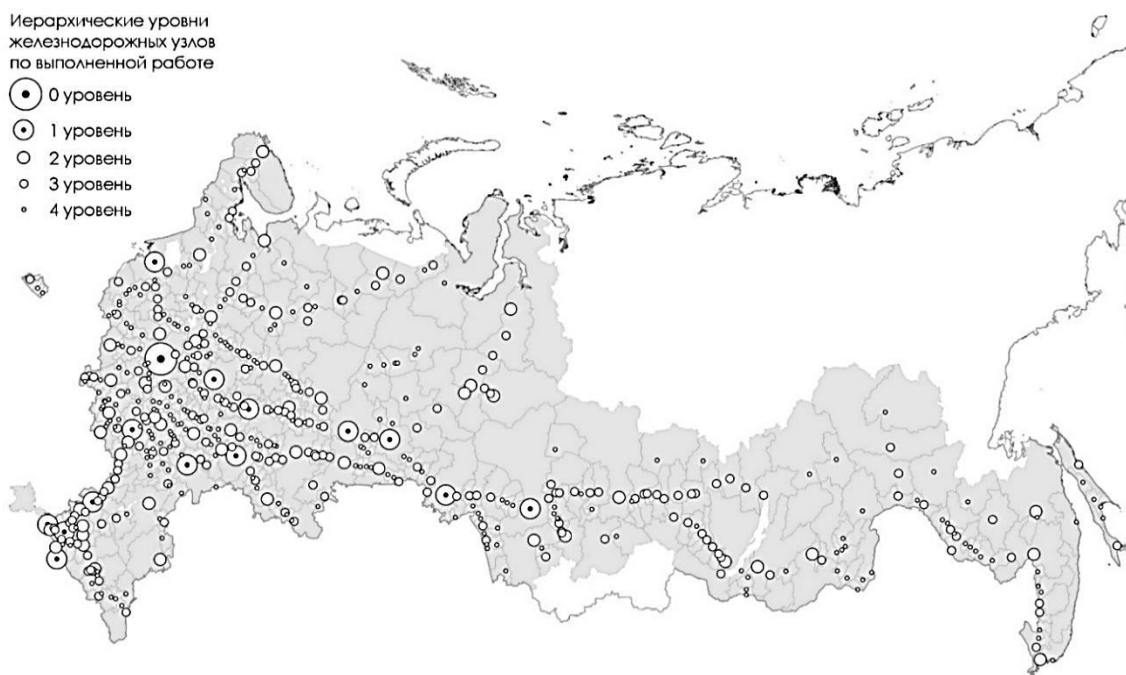 Иерархические уровни
железнодорожных узлов
по выполненной работе
0 уровень
1 уровень
2 уровень
3 уровень
4 уровень